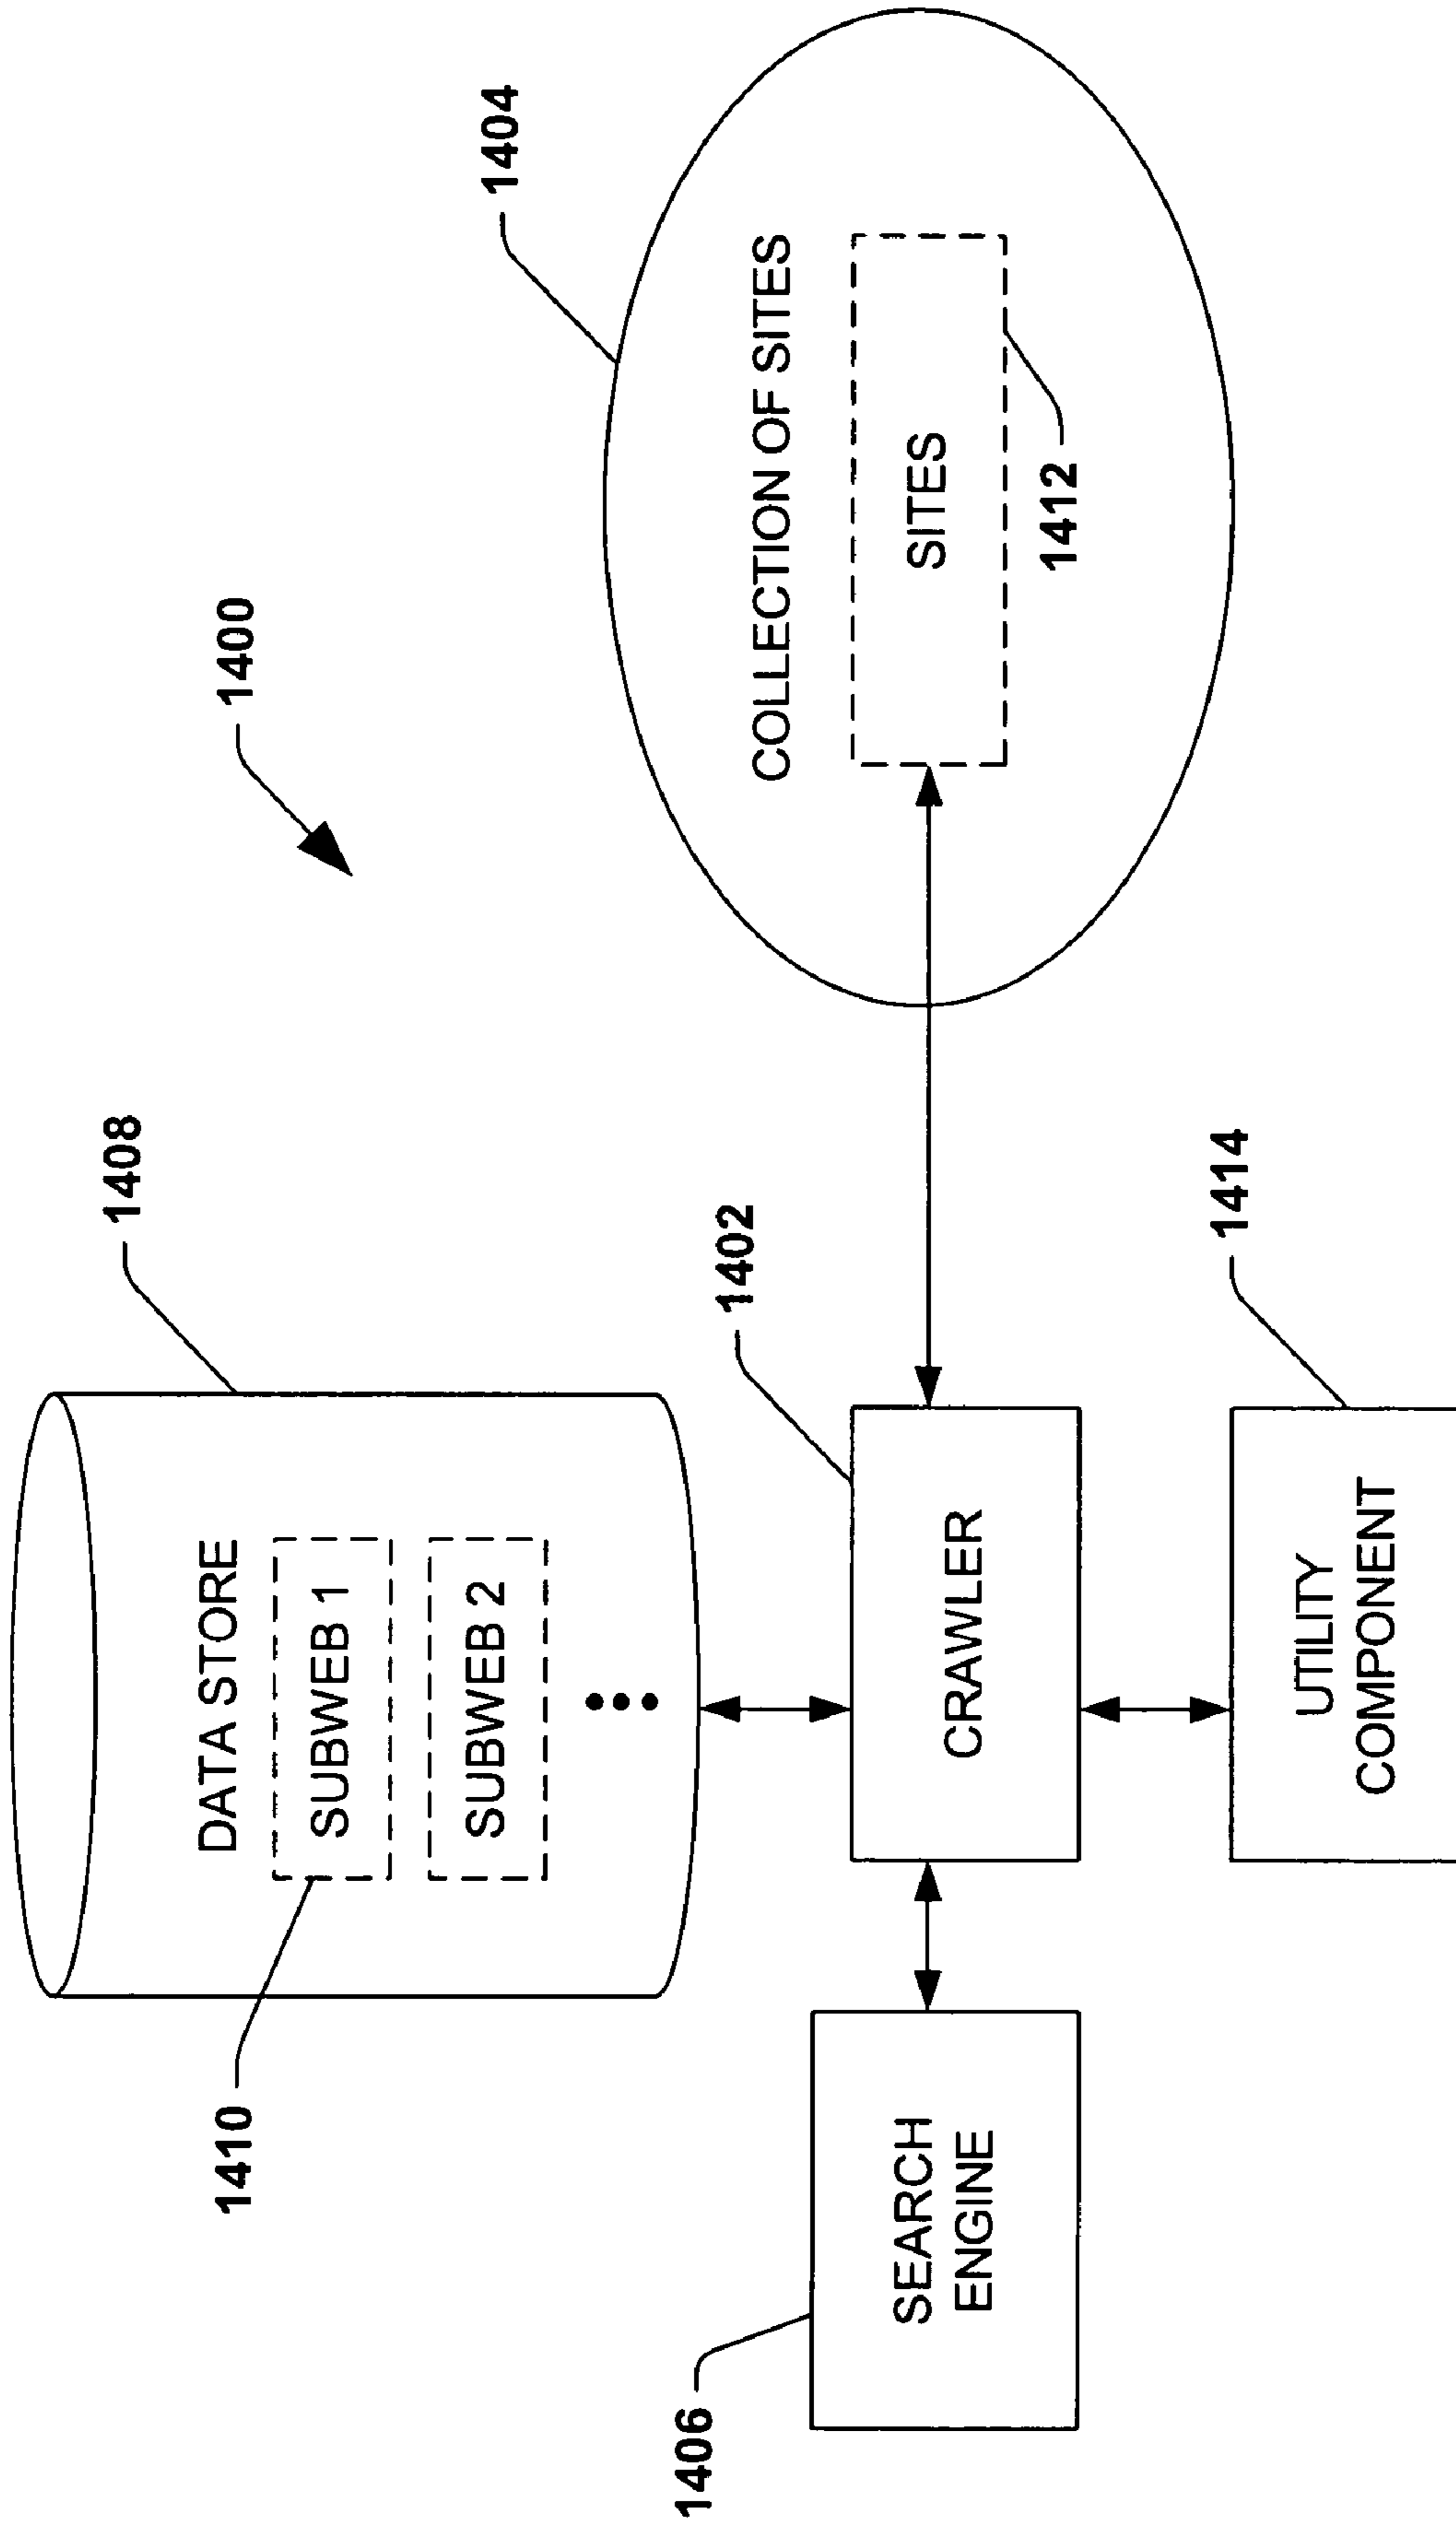 1400
1408
DATA STORE
SUBWEB 1
SUBWEB 2
1410
1404
COLLECTION OF SITES
SITES
1412
1402
CRAWLER
1406
SEARCH
ENGINE
1414
UTILITY
COMPONENT